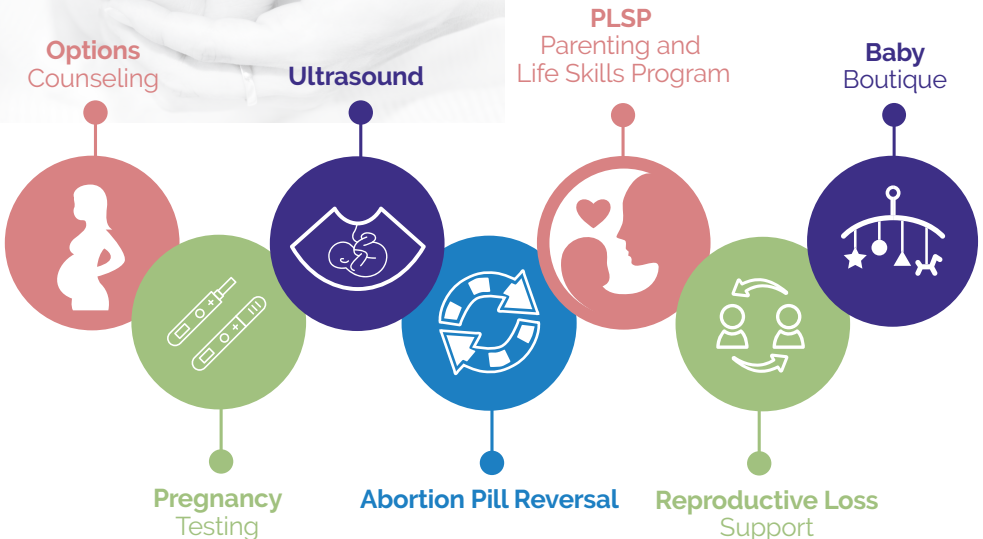 Options
Counseling
Ultrasound
PLSP
Parenting and
Life Skills Program
Baby
Boutique
Pregnancy
Testing
Abortion Pill Reversal
Reproductive Loss
Support